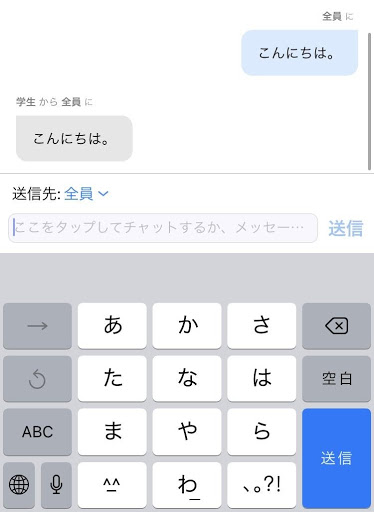 全員 に
こんにちは。
学生 から 全員 に
こんにちは。
送信先: 全員
ここをタップしてチャットするか、メッセー… 送信
→ あ か さ
た な は 空白
ABC ま や ら
^^ わ 、。?! 送信